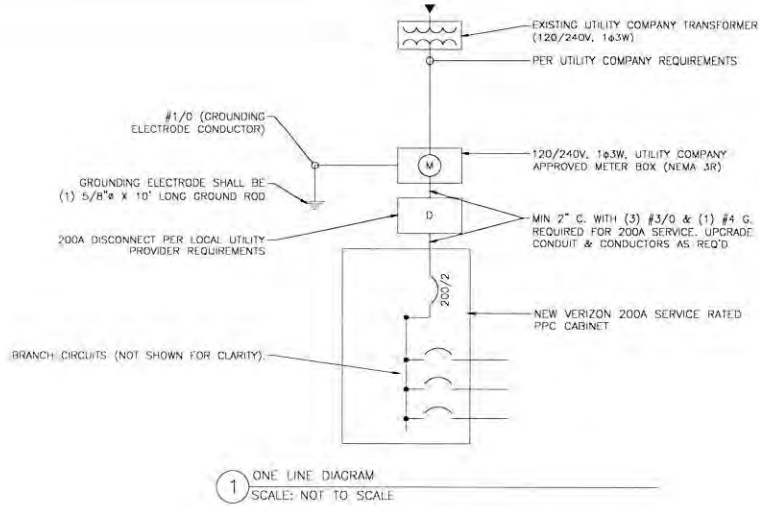 EXISTING UTILITY COMPANY TRANSFORMER
(120/240V, 1ϕ3W)
PER UTILITY COMPANY REQUIREMENTS
#1/0 (GROUNDING
ELECTRODE CONDUCTOR)
M
120/240V, 1ϕ3W, UTILITY COMPANY
APPROVED METER BOX (NEMA 3R)
GROUNDING ELECTRODE SHALL BE
(1) 5/8"ø X 10' LONG GROUND ROD
D
MIN 2" C. WITH (3) #3/0 & (1) #4 G.
REQUIRED FOR 200A SERVICE. UPGRADE
CONDUIT & CONDUCTORS AS REQ'D
200A DISCONNECT PER LOCAL UTILITY
PROVIDER REQUIREMENTS
200/2
NEW VERIZON 200A SERVICE RATED
PPC CABINET
BRANCH CIRCUITS (NOT SHOWN FOR CLARITY).
1
ONE LINE DIAGRAM
SCALE: NOT TO SCALE